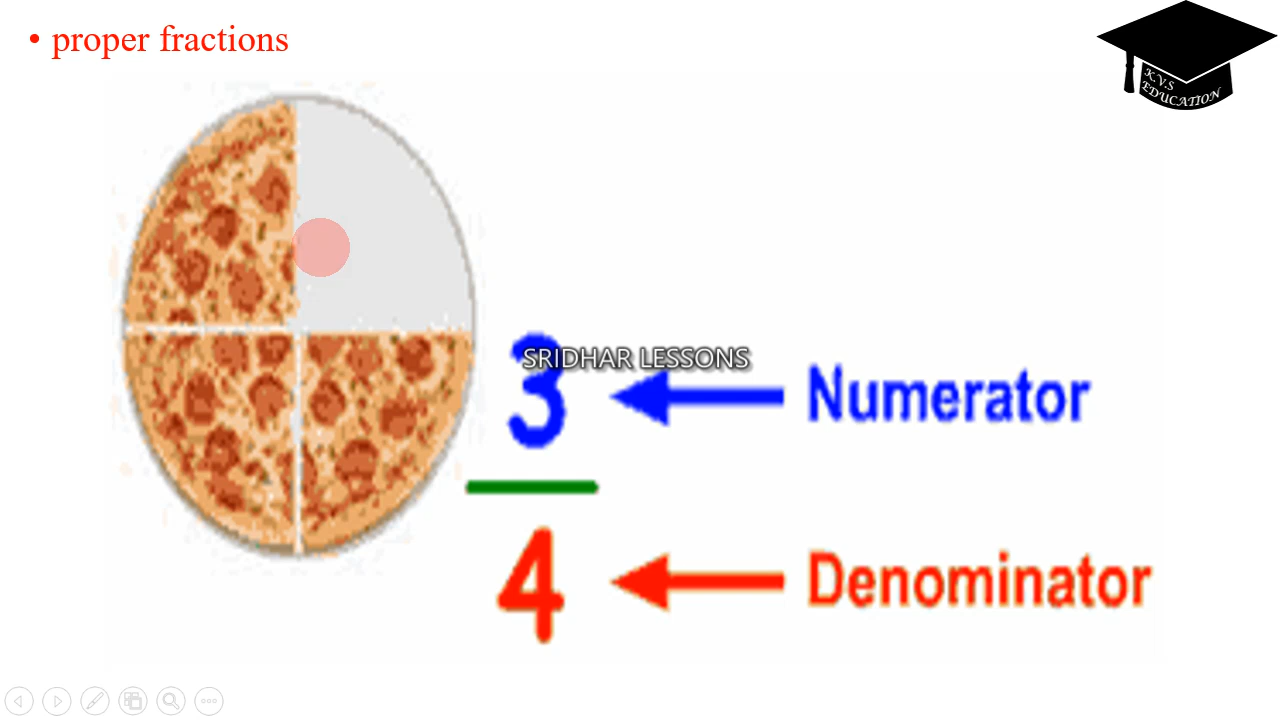 • proper fractions
K.V.S
EDUCATION
3
SRIDHAR LESSONS
Numerator
4
Denominator